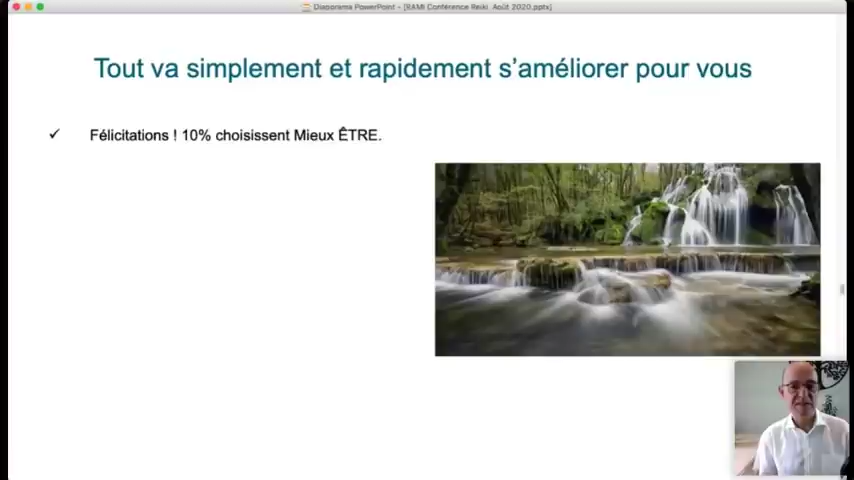 Diaporama PowerPoint - [RAMI Conférence Reiki Août 2020.pptx]
Tout va simplement et rapidement s'améliorer pour vous
✓ Félicitations ! 10% choisissent Mieux ÊTRE.